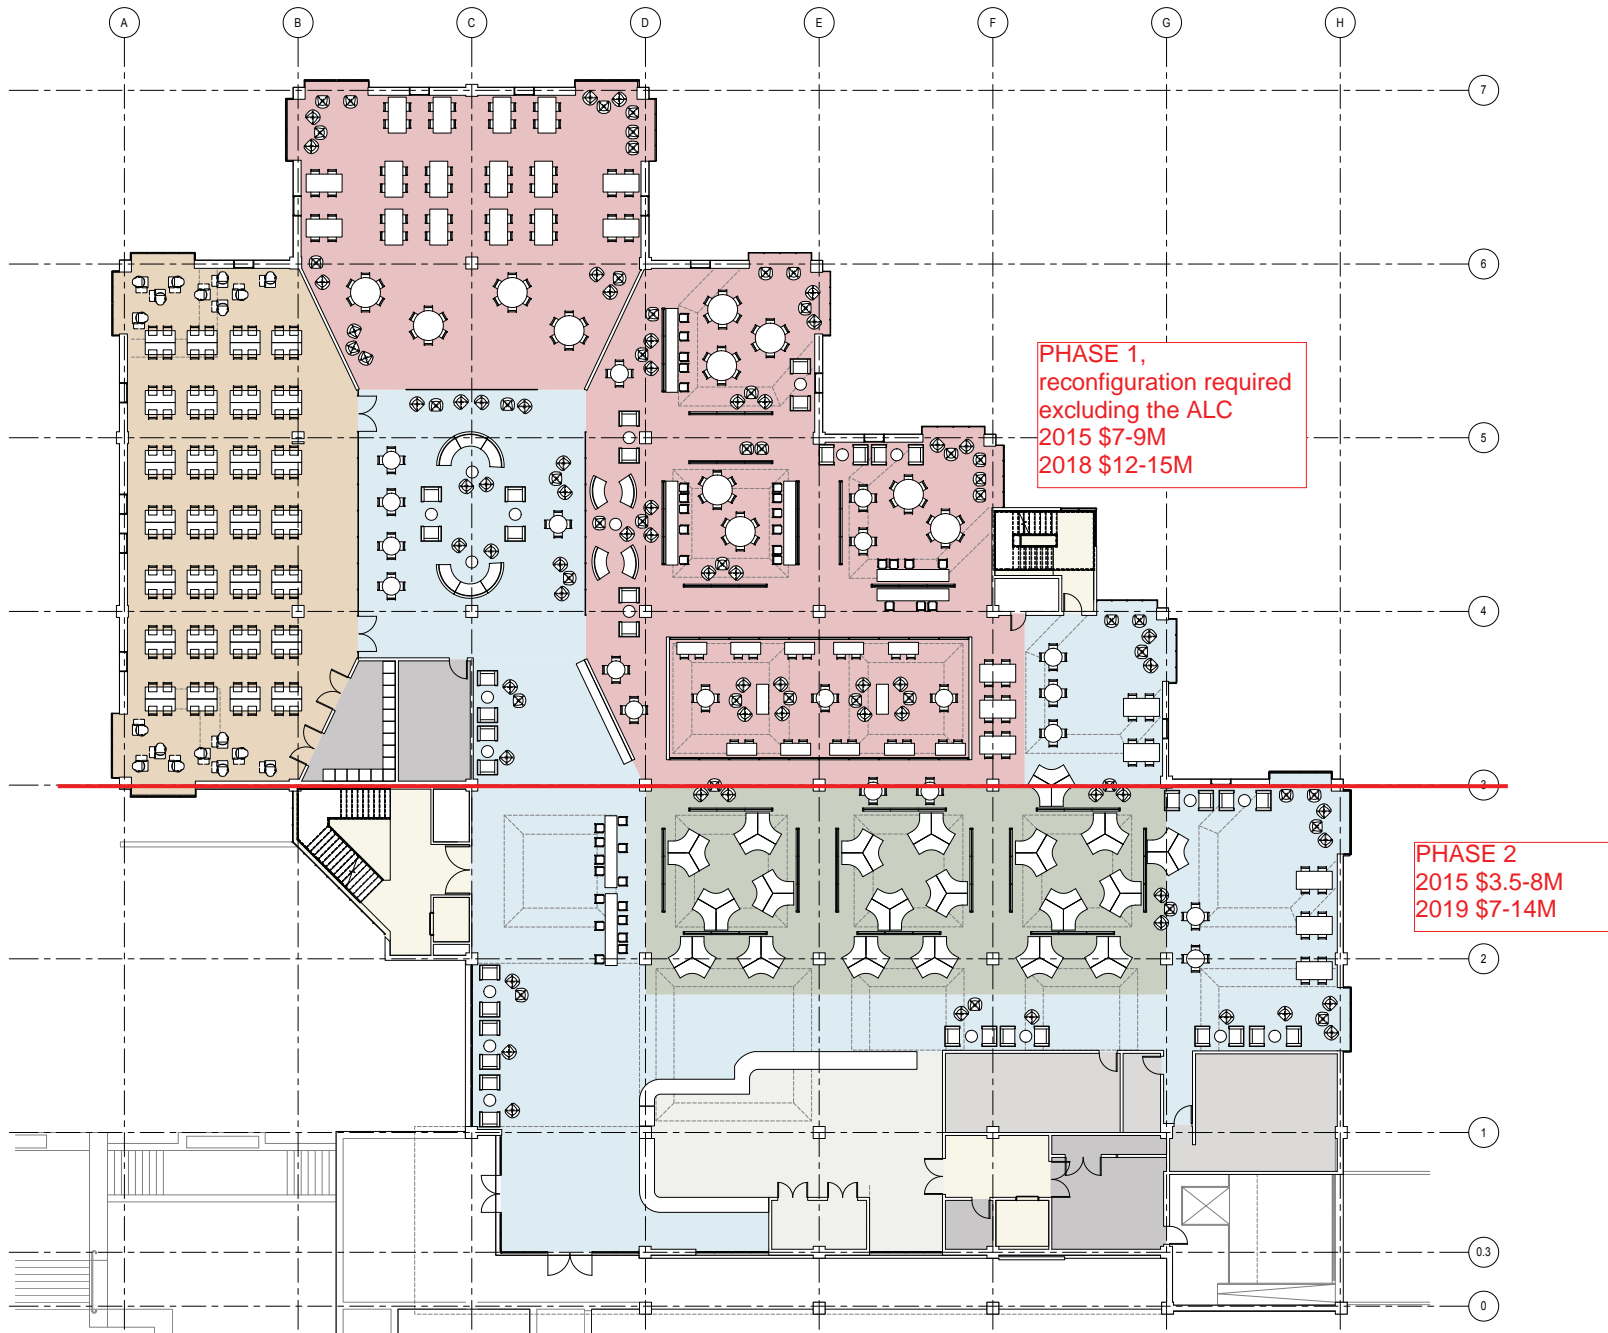 A B C D E F G H
7
6
PHASE 1,
reconfiguration required
excluding the ALC
2015 $7-9M
2018 $12-15M
5
4
3
PHASE 2
2015 $3.5-8M
2019 $7-14M
2
1
0.3
0